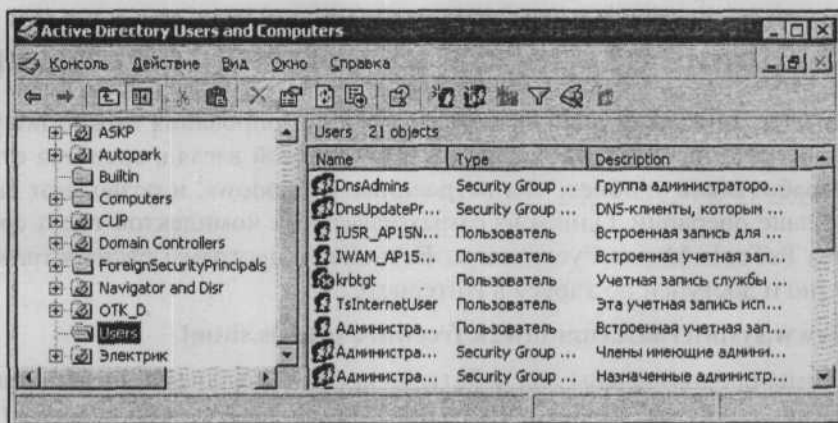 Active Directory Users and Computers
Консоль Действие Вид Окно Справка
Users 21 objects
Name Type Description
ASKP
Autopark
Builtin
Computers
CUP
Domain Controllers
ForeignSecurityPrincipals
Navigator and Disr
OTK_D
Users
Электрик
DnsAdmins Security Group ... Группа администраторо...
DnsUpdatePr... Security Group ... DNS-клиенты, которым ...
IUSR_AP15N... Пользователь Встроенная запись для ...
IWAM_AP15... Пользователь Встроенная учетная зап...
krbtgt Пользователь Учетная запись службы ...
TsInternetUser Пользователь Эта учетная запись исп...
Администра... Пользователь Встроенная учетная зап...
Администра... Security Group ... Члены имеющие админи...
Администра... Security Group ... Назначенные администр...